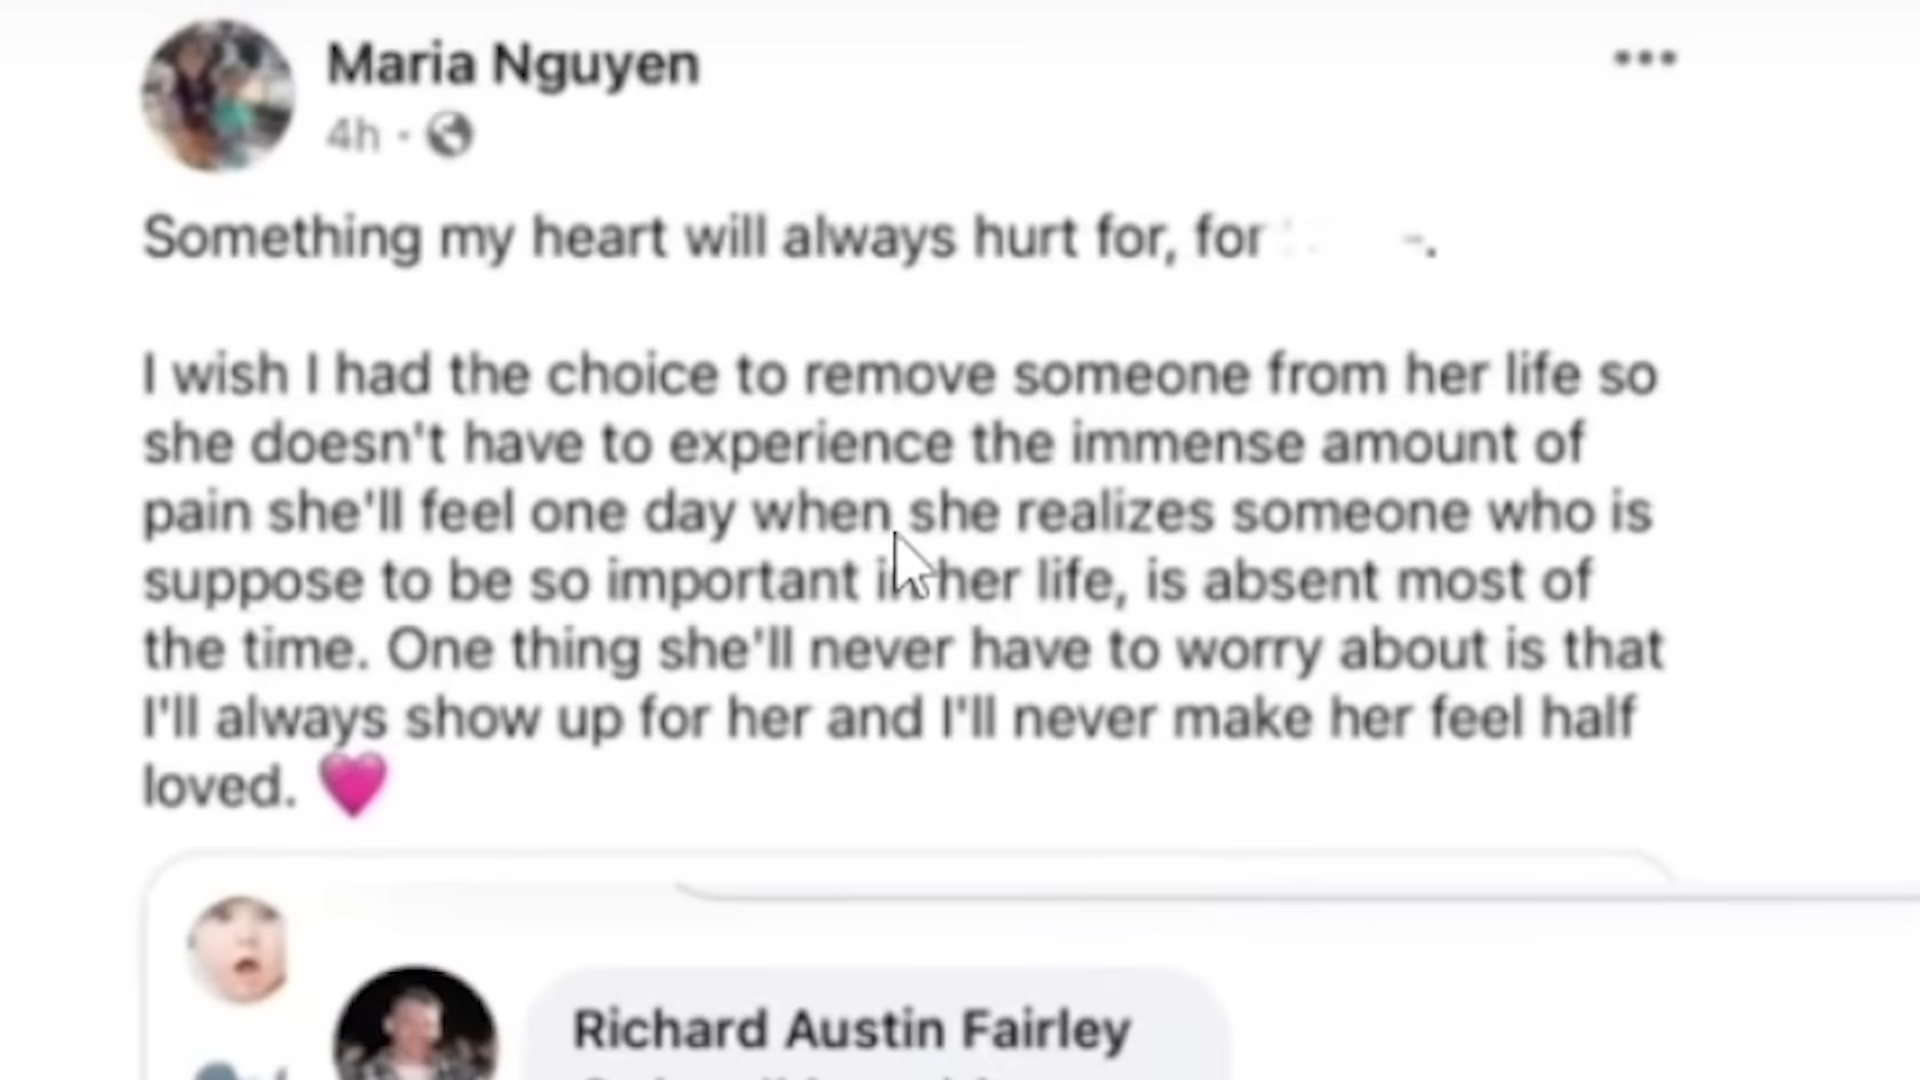 Maria Nguyen
4h ·
Something my heart will always hurt for, for
I wish I had the choice to remove someone from her life so
she doesn't have to experience the immense amount of
pain she'll feel one day when she realizes someone who is
suppose to be so important in her life, is absent most of
the time. One thing she'll never have to worry about is that
I'll always show up for her and I'll never make her feel half
loved. 💗
Richard Austin Fairley